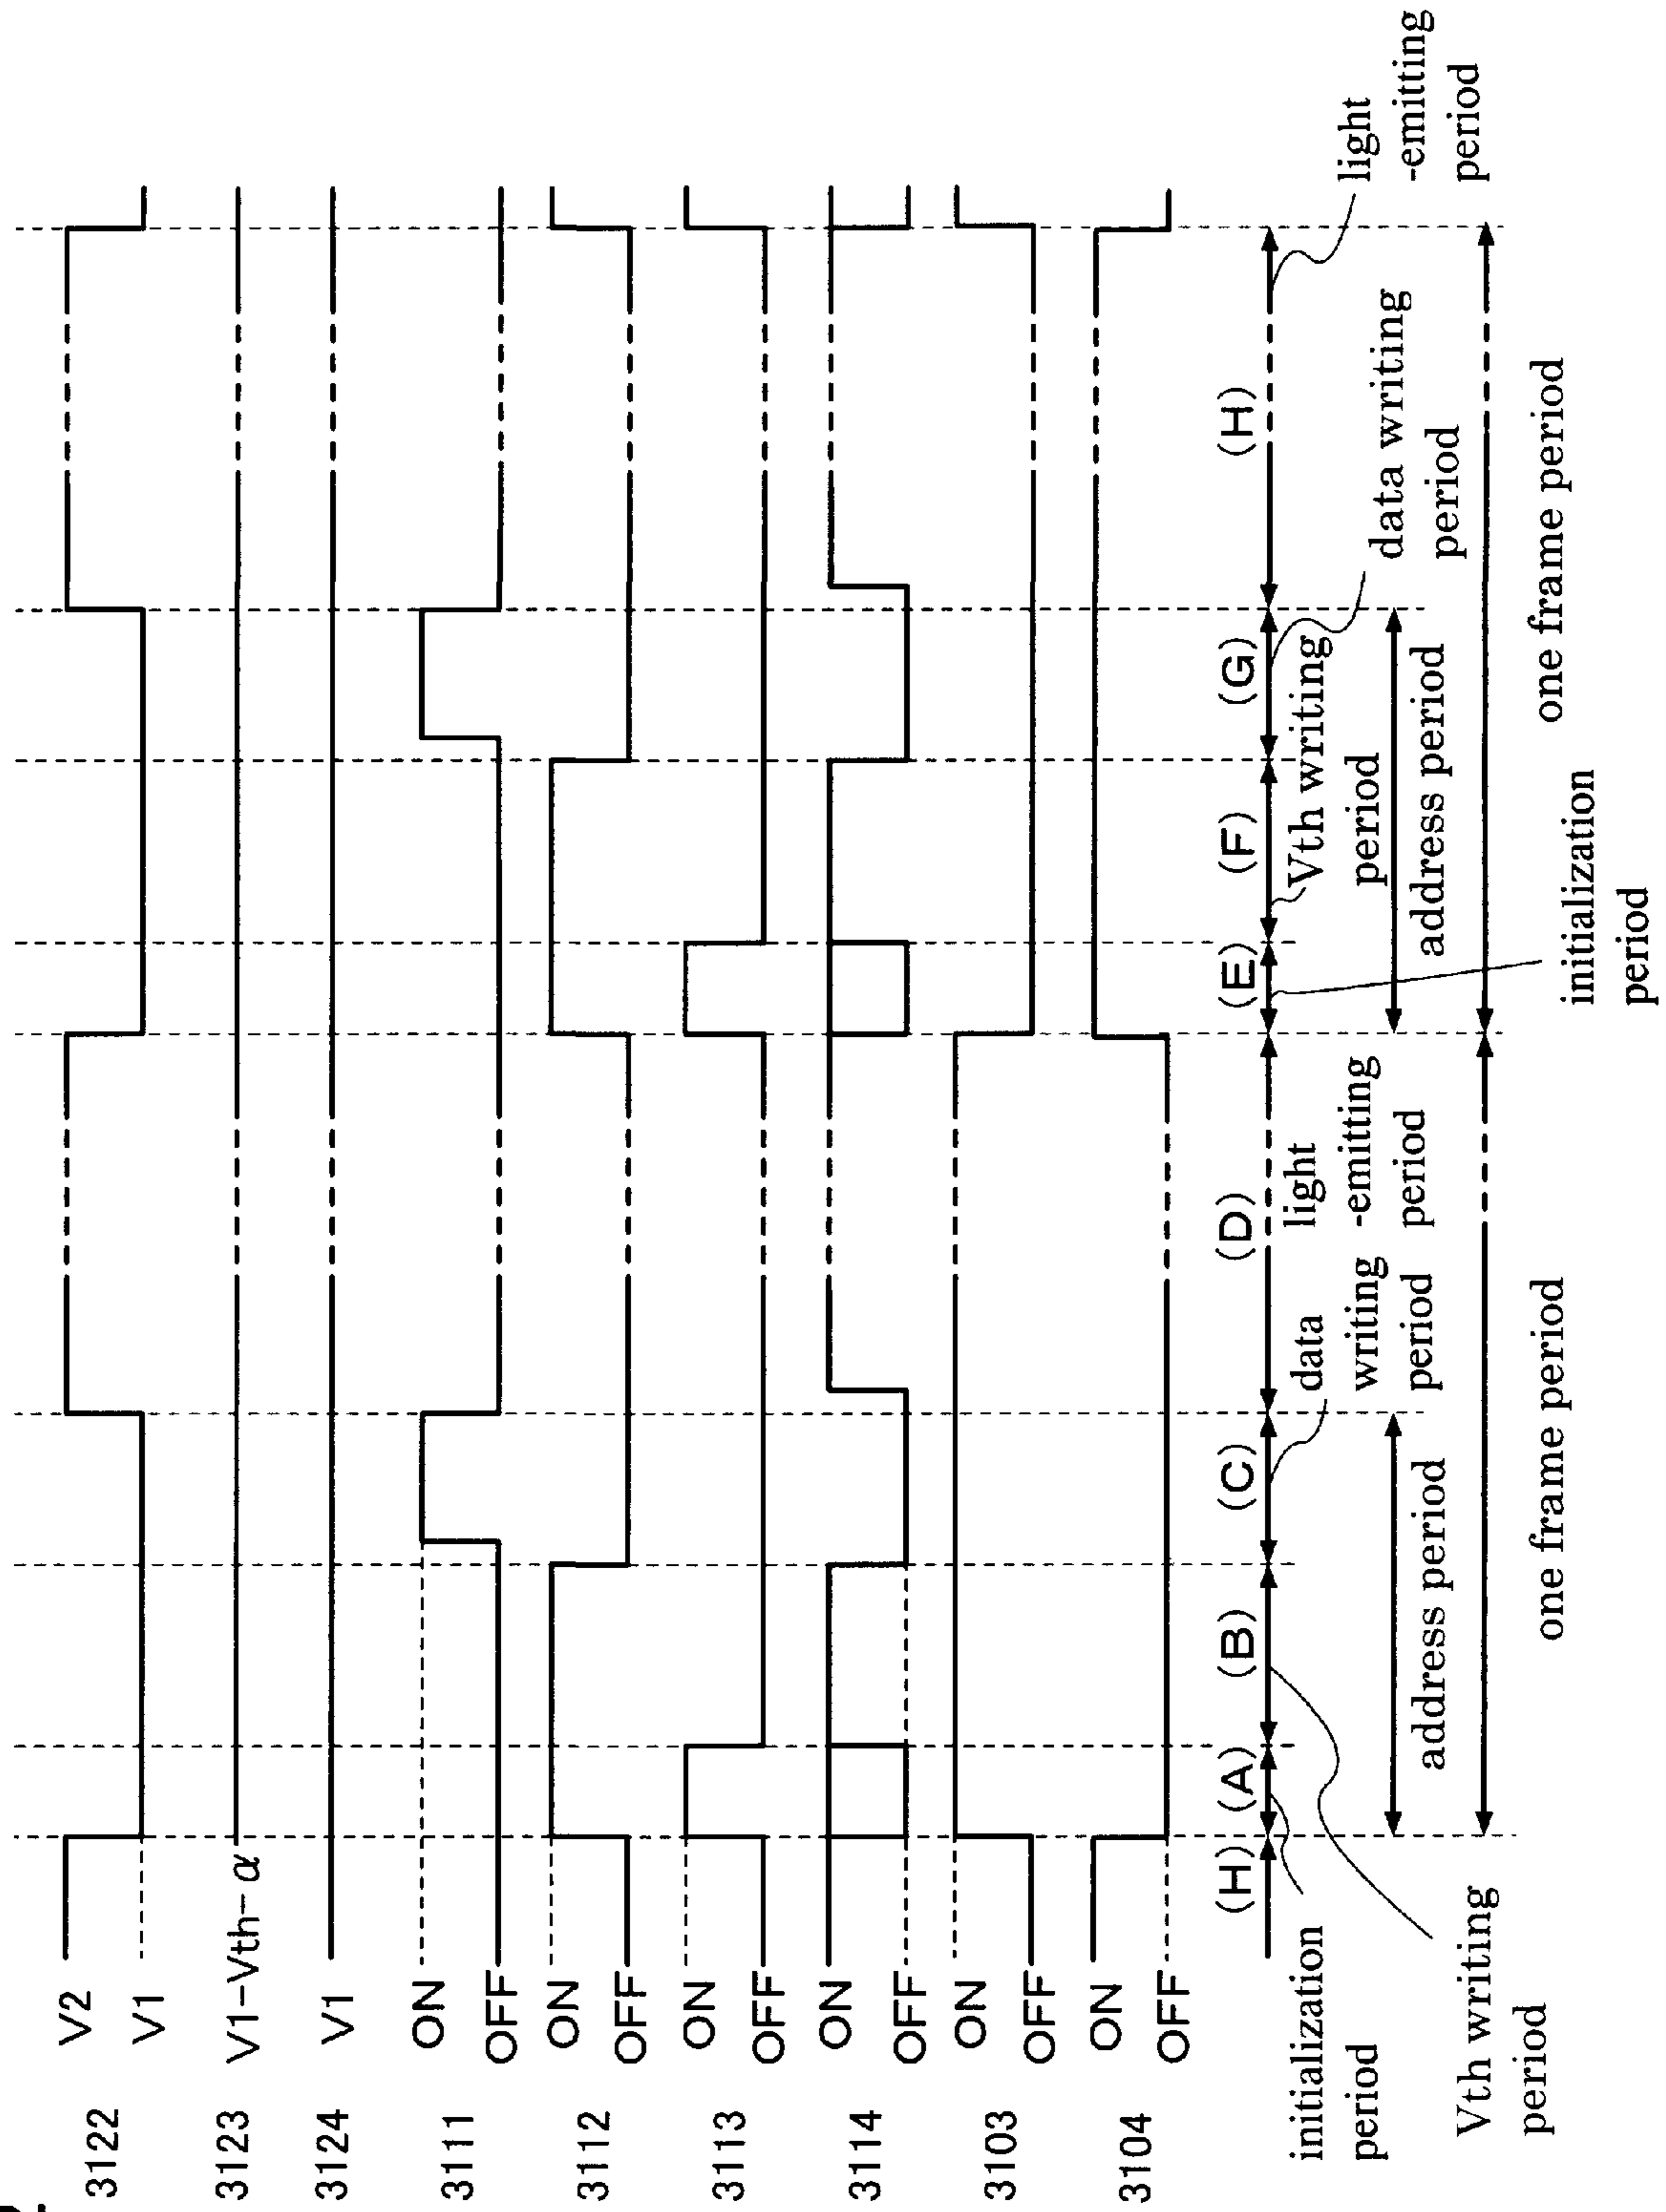 3122
V2
V1
3123
V1-Vth-α
3124
V1
3111
ON
OFF
3112
ON
OFF
3113
ON
OFF
3114
ON
OFF
3103
ON
OFF
3104
ON
OFF
(H)
(A)
(B)
(C)
(D)
(E)
(F)
(G)
(H)
initialization
period
Vth writing
period
data
writing
period
light
-emitting
period
Vth writing
period
data writing
period
light
-emitting
period
address period
address period
initialization
period
one frame period
one frame period